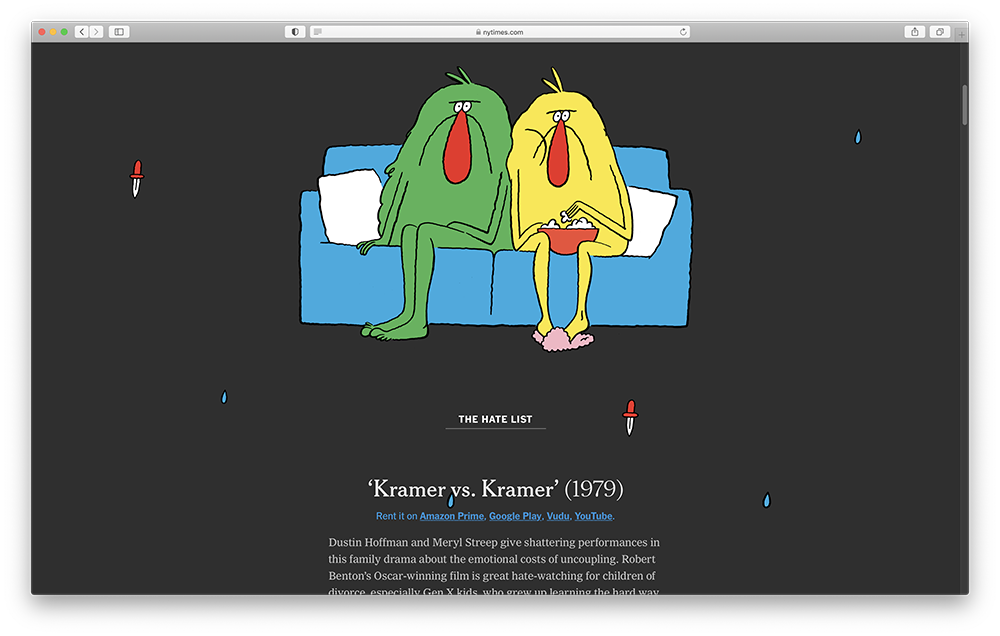 nytimes.com
THE HATE LIST
‘Kramer vs. Kramer’ (1979)
Rent it on Amazon Prime, Google Play, Vudu, YouTube.
Dustin Hoffman and Meryl Streep give shattering performances in
this family drama about the emotional costs of uncoupling. Robert
Benton’s Oscar-winning film is great hate-watching for children of
divorce, especially Gen X kids, who grew up learning the hard way